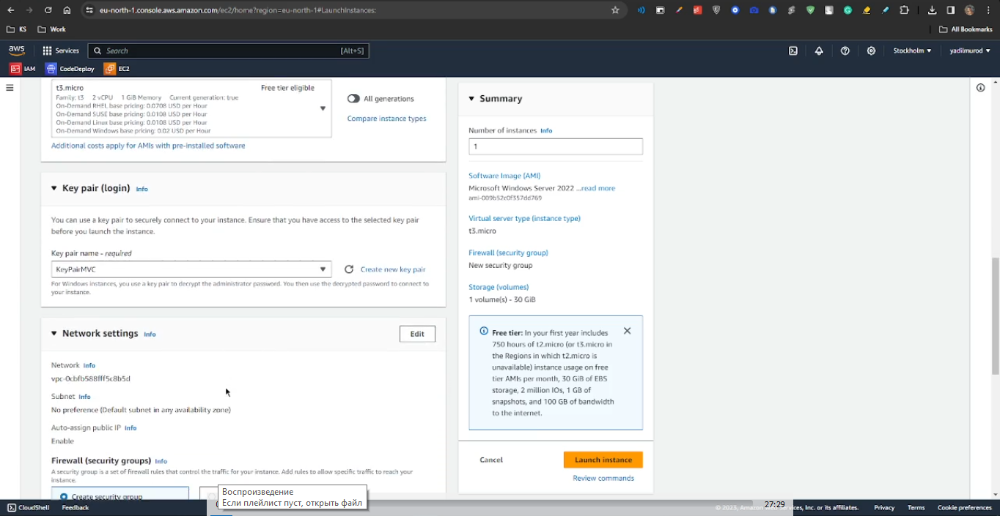 eu-north-1.console.aws.amazon.com/ec2/home?region=eu-north-1#LaunchInstances:
KS
Work
All Bookmarks
aws
Services
Search
[Alt+S]
Stockholm
yadilmurod
IAM
CodeDeploy
EC2
t3.micro
Free tier eligible
Family: t3 2 vCPU 1 GiB Memory Current generation: true
On-Demand RHEL base pricing: 0.0708 USD per Hour
On-Demand SUSE base pricing: 0.0108 USD per Hour
On-Demand Linux base pricing: 0.0108 USD per Hour
On-Demand Windows base pricing: 0.02 USD per Hour
All generations
Compare instance types
Additional costs apply for AMIs with pre-installed software
Key pair (login) Info
You can use a key pair to securely connect to your instance. Ensure that you have access to the selected key pair
before you launch the instance.
Key pair name - required
KeyPairMVC
Create new key pair
For Windows instances, you use a key pair to decrypt the administrator password. You then use the decrypted password to connect to
your instance.
Network settings Info
Edit
Network Info
vpc-0cbfb588fff5c8b5d
Subnet Info
No preference (Default subnet in any availability zone)
Auto-assign public IP Info
Enable
Firewall (security groups) Info
A security group is a set of firewall rules that control the traffic for your instance. Add rules to allow specific traffic to reach your
instance.
Create security group
Summary
Number of instances Info
1
Software Image (AMI)
Microsoft Windows Server 2022 ...read more
ami-009b52c0f357dd769
Virtual server type (instance type)
t3.micro
Firewall (security group)
New security group
Storage (volumes)
1 volume(s) - 30 GiB
Free tier: In your first year includes
750 hours of t2.micro (or t3.micro in
the Regions in which t2.micro is
unavailable) instance usage on free
tier AMIs per month, 30 GiB of EBS
storage, 2 million IOs, 1 GB of
snapshots, and 100 GB of bandwidth
to the internet.
Cancel
Launch instance
Review commands
Воспроизведение
Если плейлист пуст, открыть файл
CloudShell
Feedback
27:29
© 2023, Amazon Web Services, Inc. or its affiliates.
Privacy
Terms
Cookie preferences